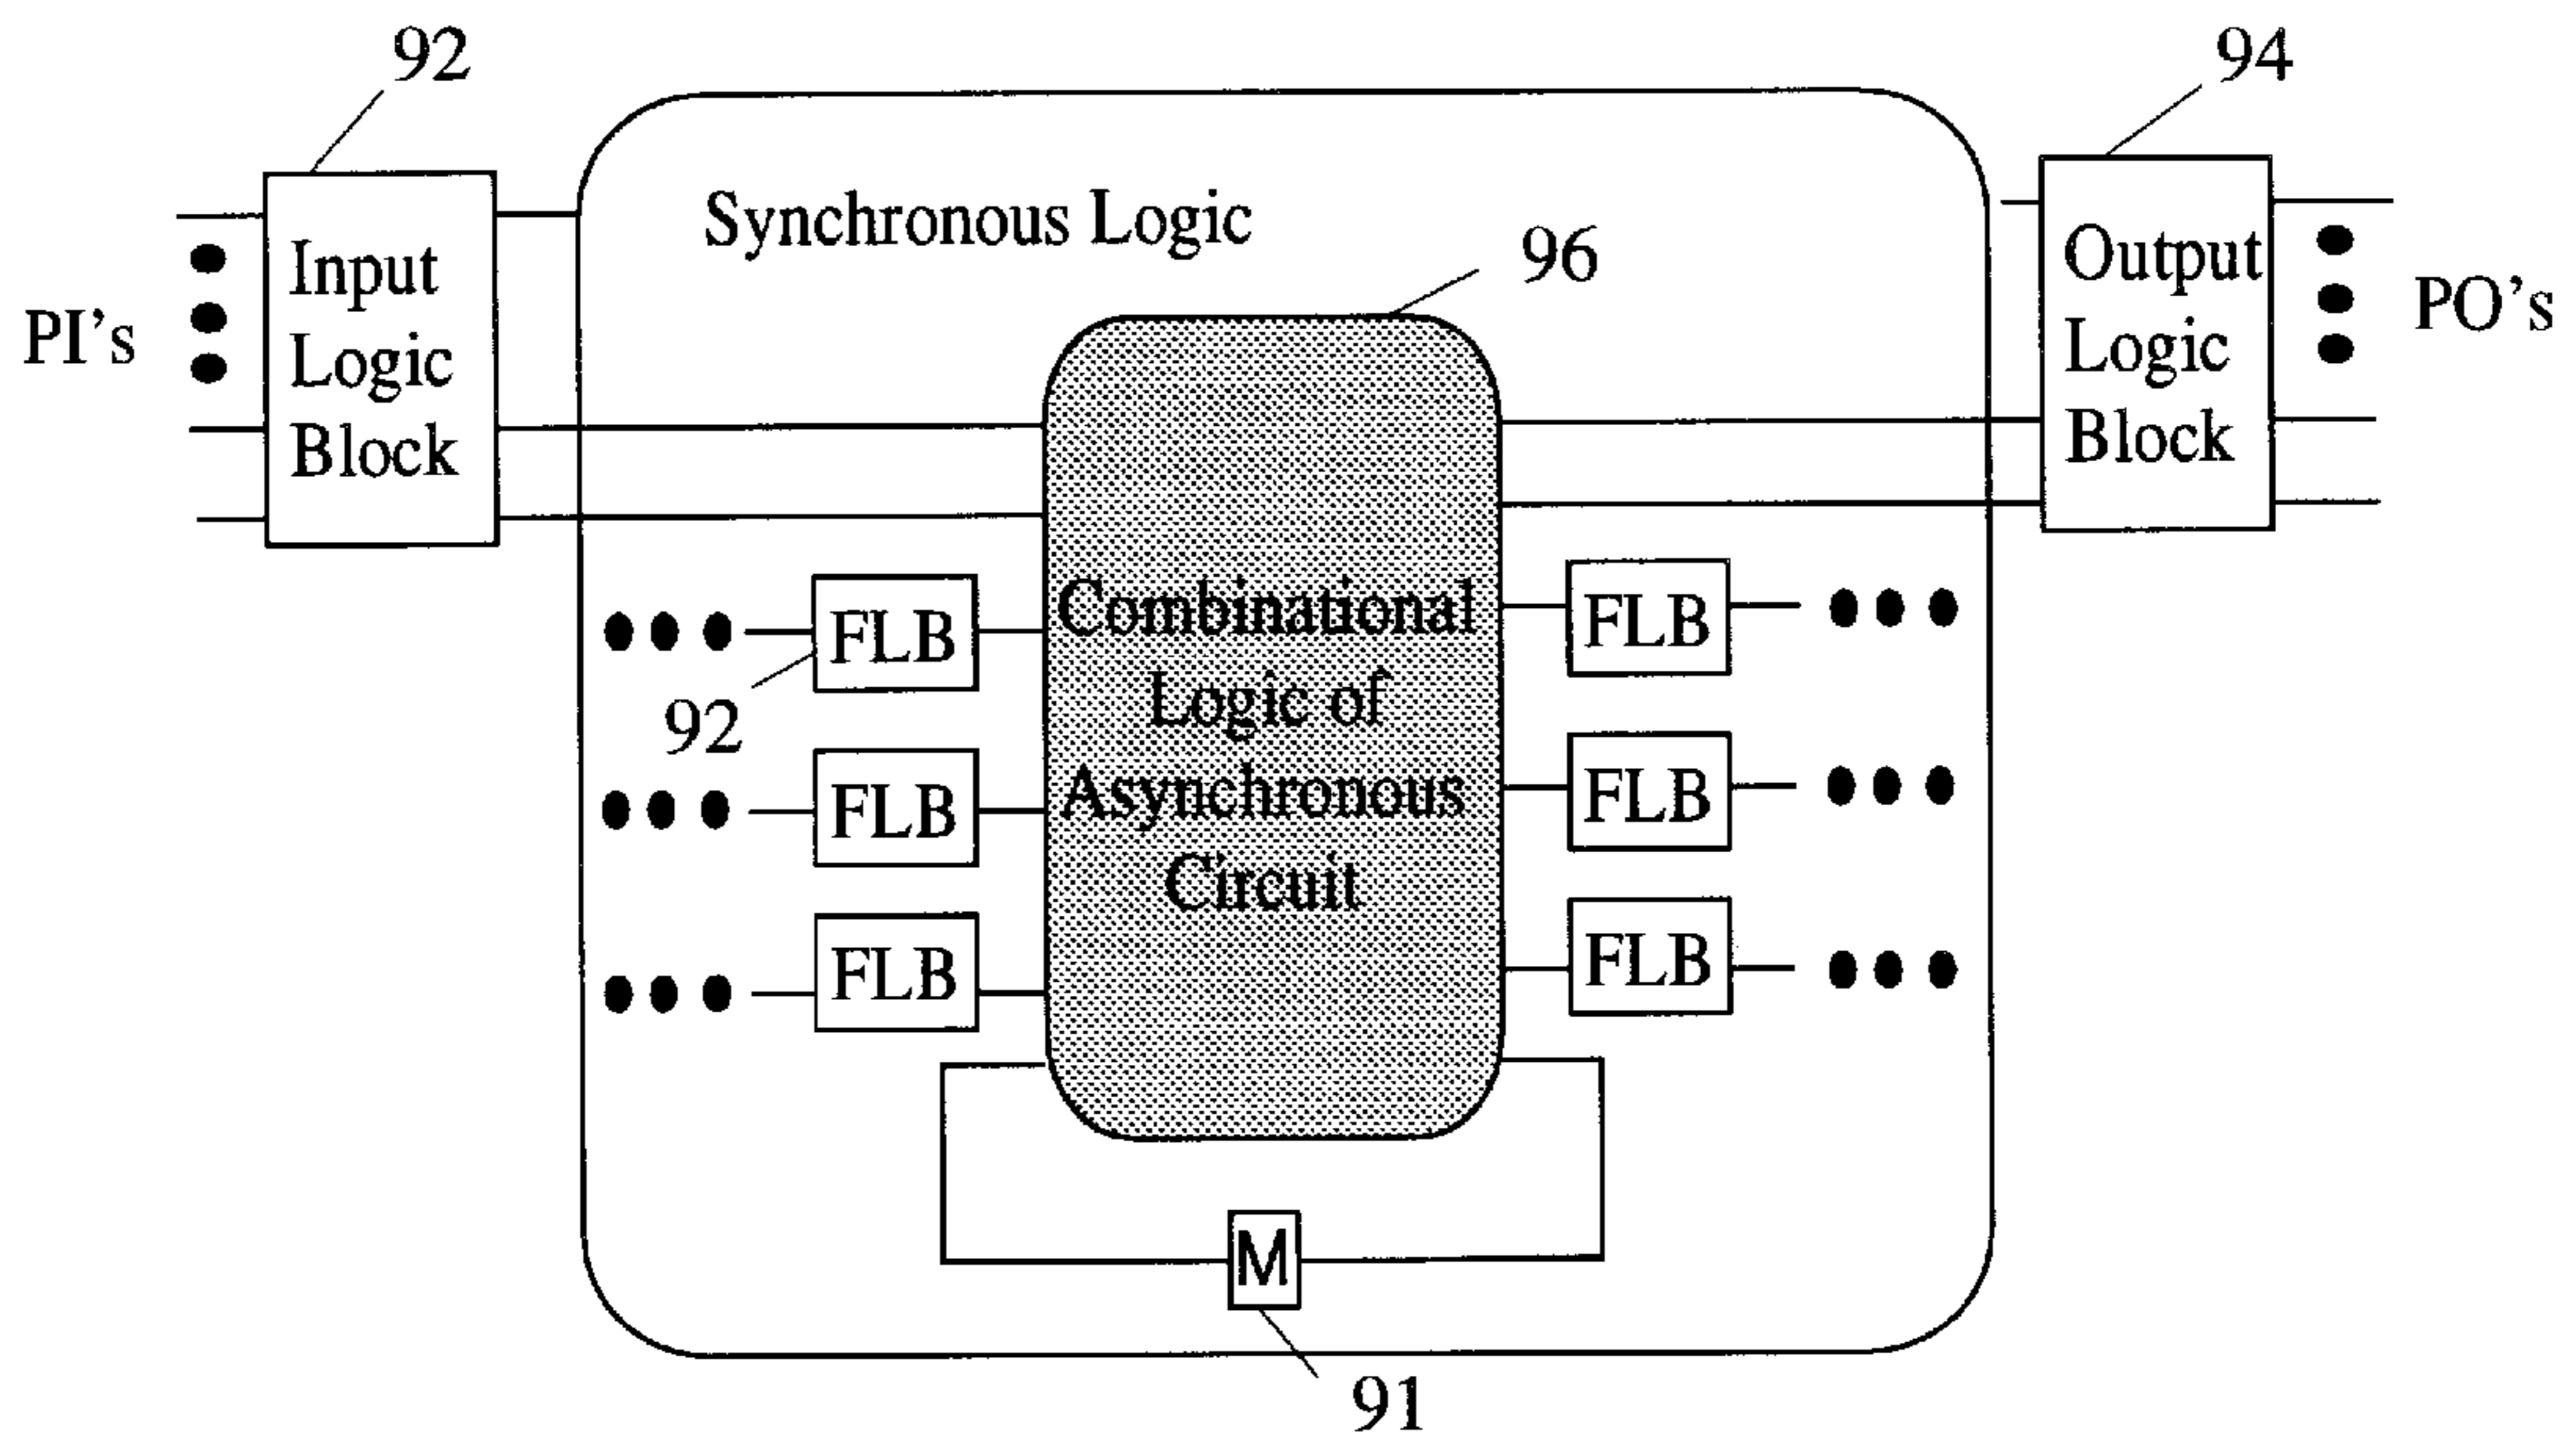 92
94
Synchronous Logic
96
PI's
Input
Logic
Block
Output
Logic
Block
PO's
FLB
92
FLB
FLB
Combinational
Logic of
Asynchronous
Circuit
FLB
FLB
FLB
M
91